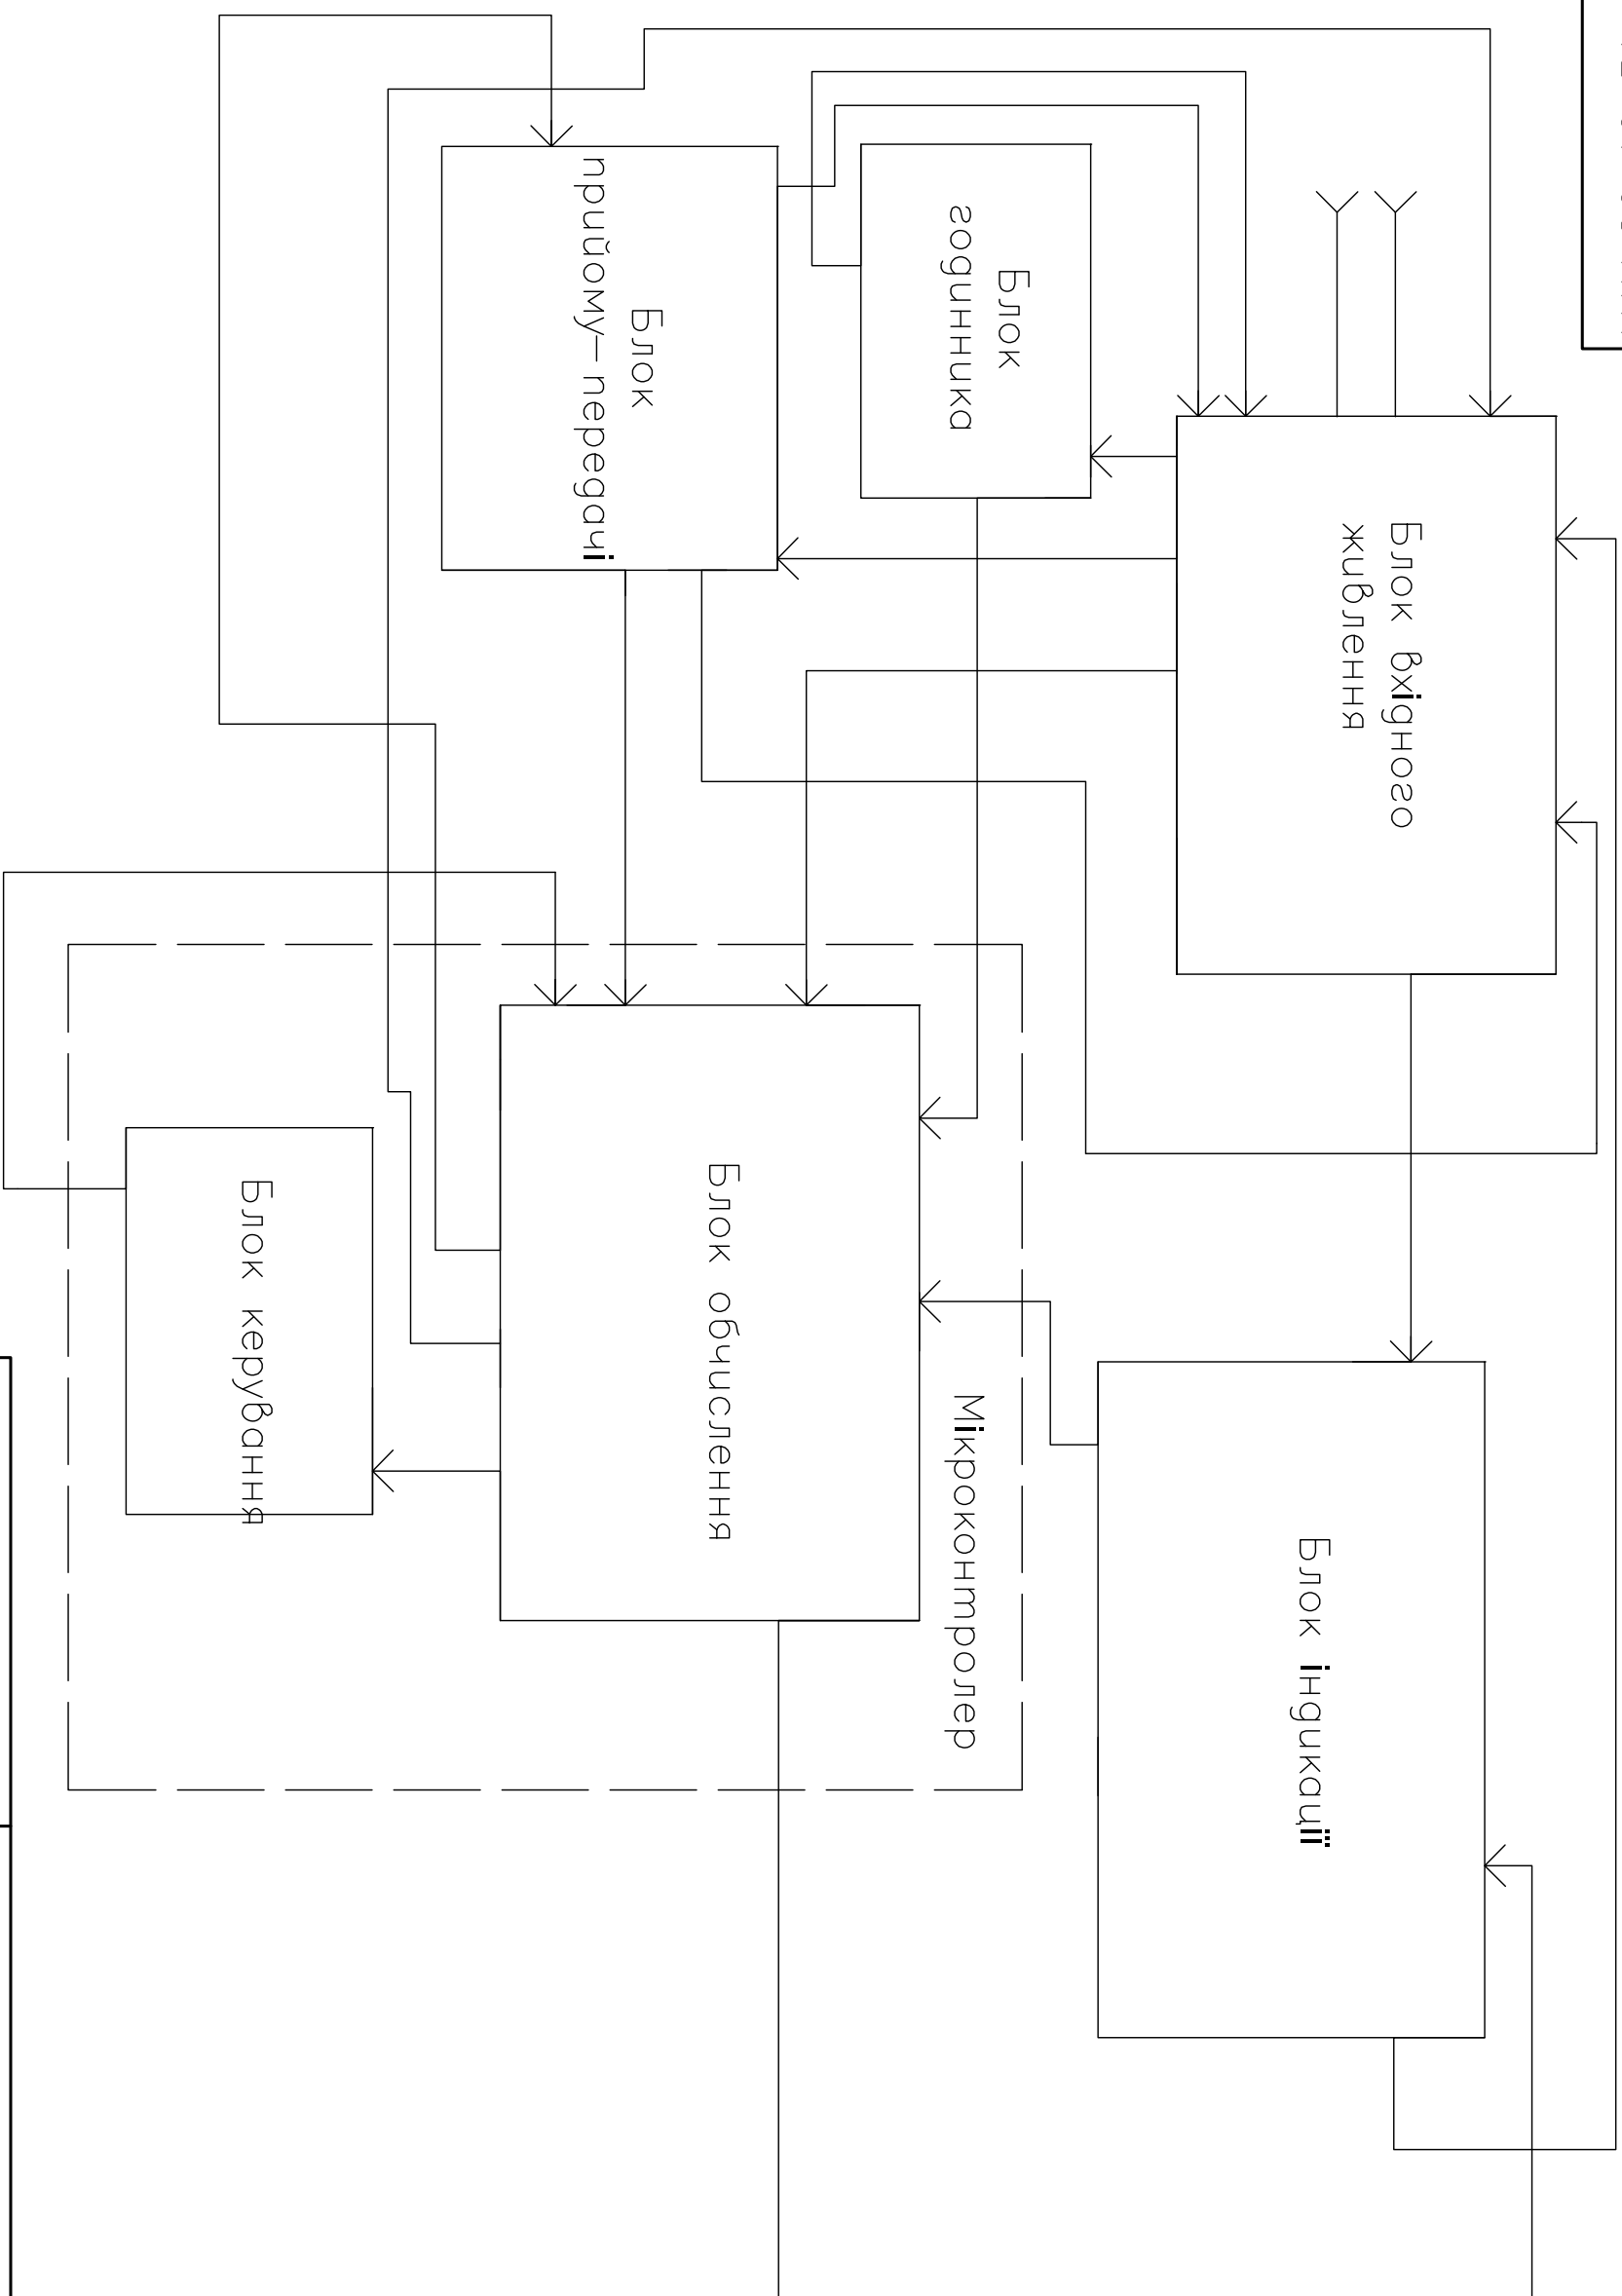 Блок вхідного
живлення
Блок
годинника
Блок
прийому-передачі
Блок індикації
Мікроконтролер
Блок обчислення
Блок керування